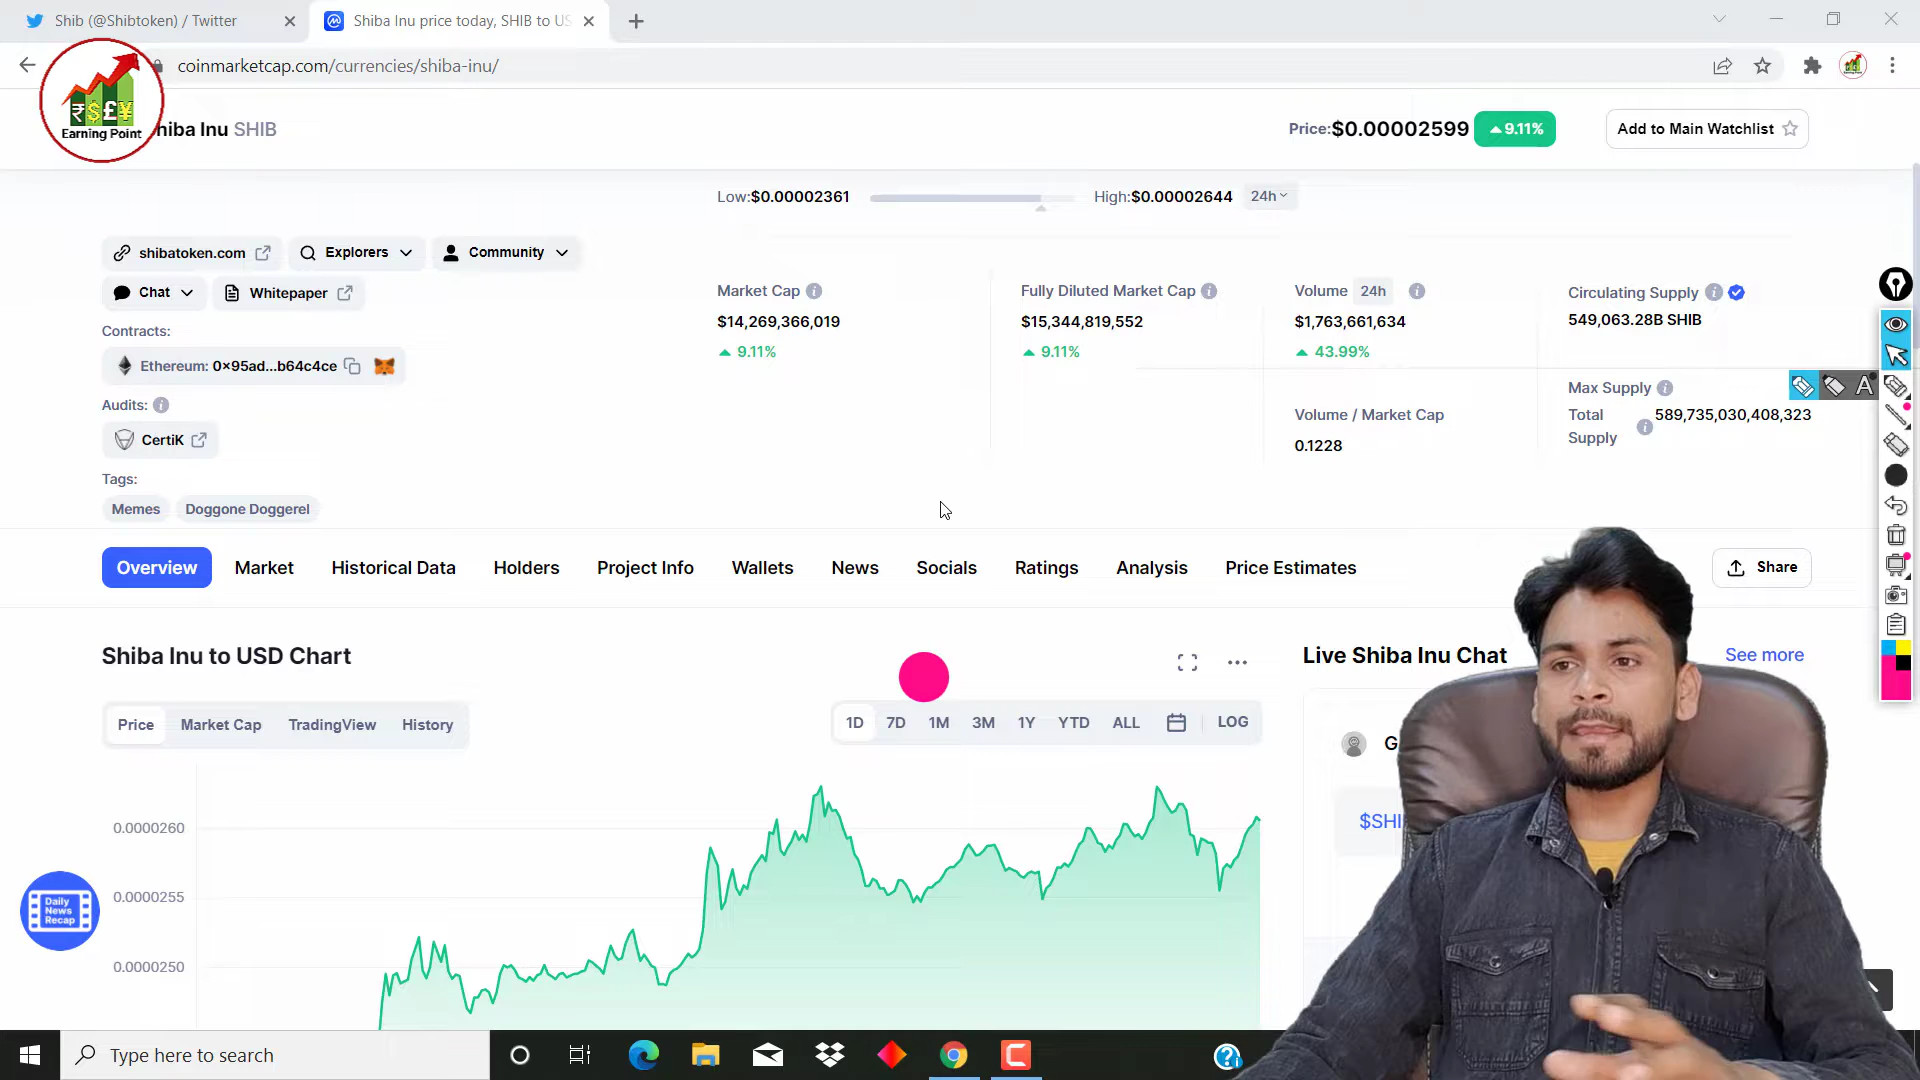 Shib (@Shibtoken) / Twitter
Shiba Inu price today, SHIB to US
coinmarketcap.com/currencies/shiba-inu/
₹$£¥
Earning Point
hiba Inu SHIB
Price:$0.00002599
9.11%
Add to Main Watchlist
Low:$0.00002361
High:$0.00002644
24h
shibatoken.com
Explorers
Community
Chat
Whitepaper
Contracts:
Ethereum: 0×95ad...b64c4ce
Audits:
CertiK
Tags:
Memes
Doggone Doggerel
Market Cap
$14,269,366,019
9.11%
Fully Diluted Market Cap
$15,344,819,552
9.11%
Volume 24h
$1,763,661,634
43.99%
Volume / Market Cap
0.1228
Circulating Supply
549,063.28B SHIB
Max Supply
Total Supply
589,735,030,408,323
A
Overview
Market
Historical Data
Holders
Project Info
Wallets
News
Socials
Ratings
Analysis
Price Estimates
Share
Shiba Inu to USD Chart
Price
Market Cap
TradingView
History
1D
7D
1M
3M
1Y
YTD
ALL
LOG
Live Shiba Inu Chat
See more
G
$SHI
0.0000260
0.0000255
0.0000250
Daily
News
Recap
Type here to search